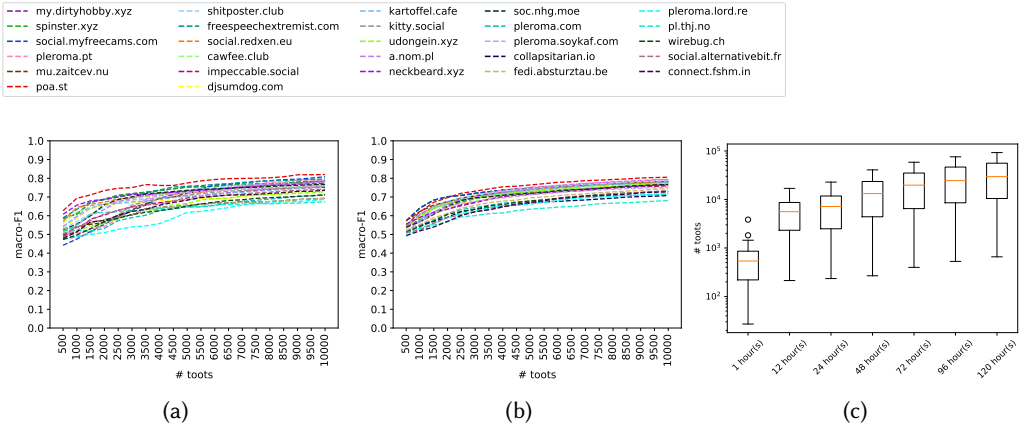 my.dirtyhobby.xyz shitposter.club kartoffel.cafe soc.nhg.moe pleroma.lord.re
spinster.xyz freespeechextremist.com kitty.social pleroma.com pl.thj.no
social.myfreecams.com social.redxen.eu udongein.xyz pleroma.soykaf.com wirebug.ch
pleroma.pt cawfee.club a.nom.pl collapsitarian.io social.alternativebit.fr
mu.zaitcev.nu impeccable.social neckbeard.xyz fedi.absturztau.be connect.fshm.in
poa.st djsumdog.com
1.0
0.9
0.8
0.7
0.6
0.5
0.4
0.3
0.2
0.1
0.0
macro-F1
500 1000 1500 2000 2500 3000 3500 4000 4500 5000 5500 6000 6500 7000 7500 8000 8500 9000 9500 10000
# toots
(a)
1.0
0.9
0.8
0.7
0.6
0.5
0.4
0.3
0.2
0.1
0.0
macro-F1
500 1000 1500 2000 2500 3000 3500 4000 4500 5000 5500 6000 6500 7000 7500 8000 8500 9000 9500 10000
# toots
(b)
10⁵
10⁴
10³
10²
# toots
1 hour(s) 12 hour(s) 24 hour(s) 48 hour(s) 72 hour(s) 96 hour(s) 120 hour(s)
(c)